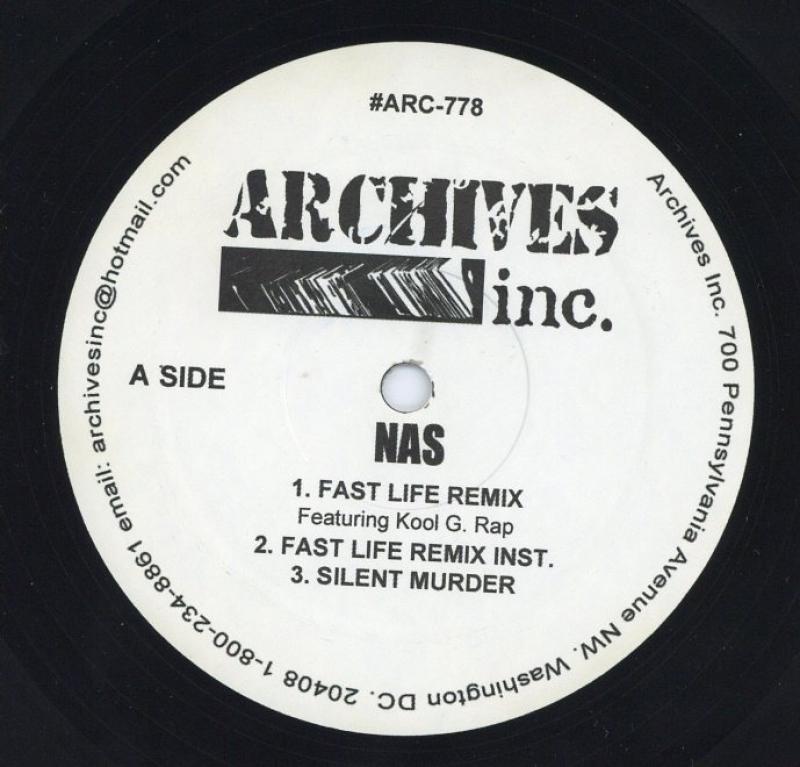 #ARC-778
ARCHIVES
inc.
A SIDE
NAS
1. FAST LIFE REMIX
Featuring Kool G. Rap
2. FAST LIFE REMIX INST.
3. SILENT MURDER
Archives Inc. 700 Pennsylvania Avenue NW. Washington DC. 20408 1-800-234-8861 email: archivesinc@hotmail.com